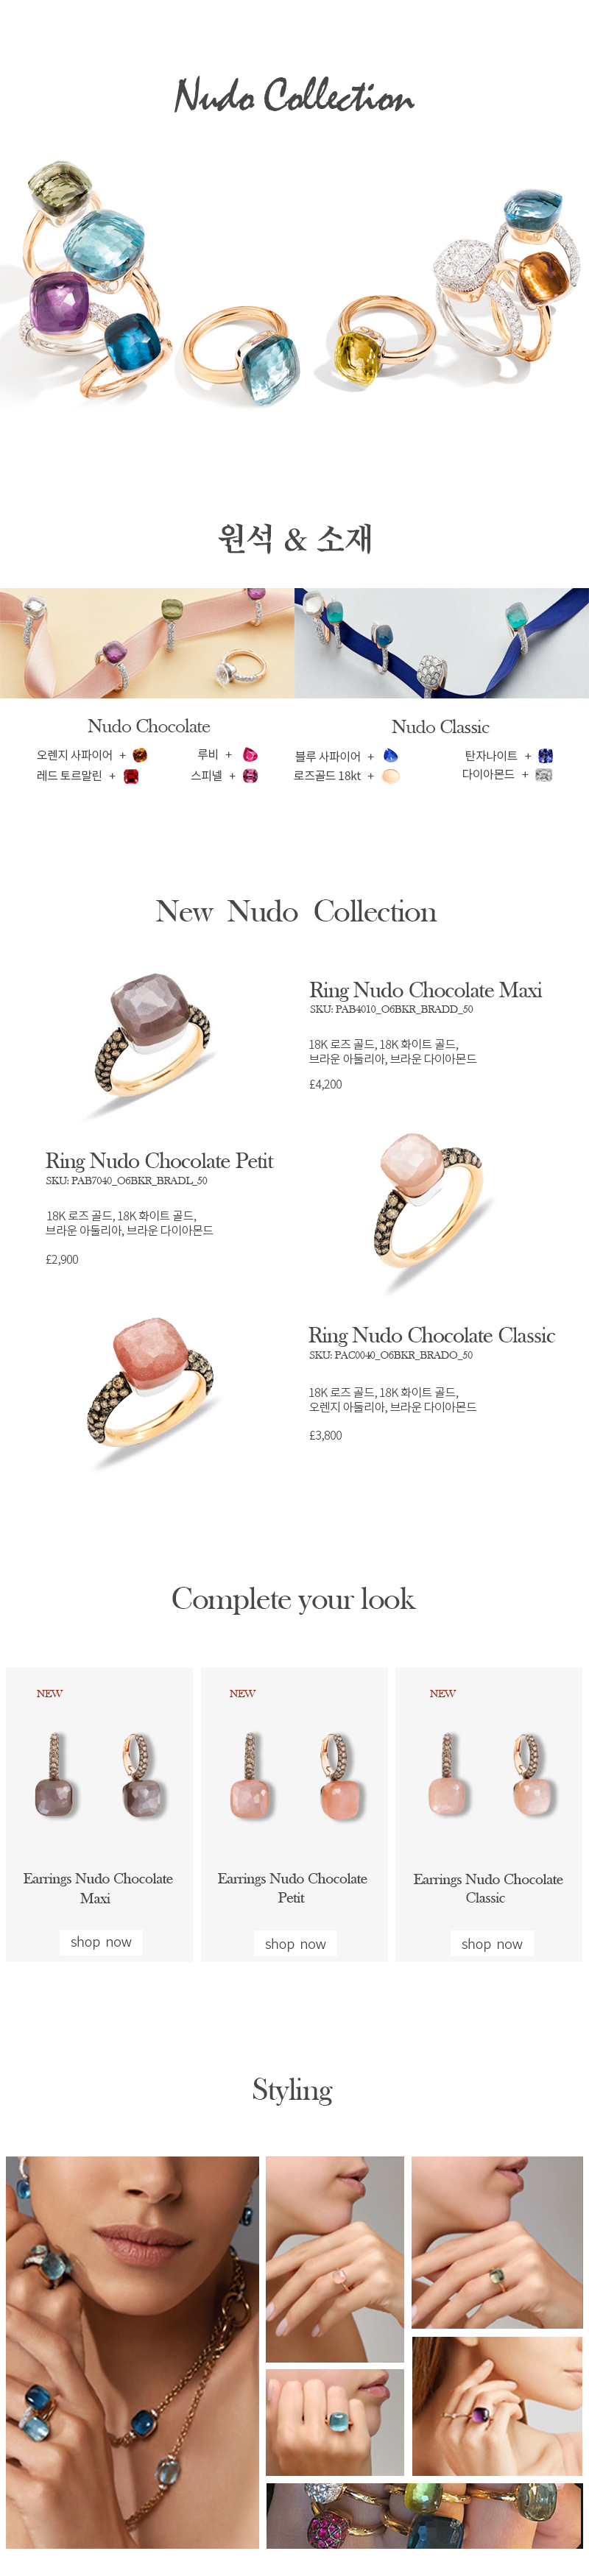 Nudo Collection
원석 & 소재
Nudo Chocolate
오렌지 사파이어 +
루비 +
레드 토르말린 +
스피넬 +
Nudo Classic
블루 사파이어 +
탄자나이트 +
로즈골드 18kt +
다이아몬드 +
New Nudo Collection
Ring Nudo Chocolate Maxi
SKU: PAB4010_O6BKR_BRADD_50
18K 로즈 골드, 18K 화이트 골드,
브라운 아둘리아, 브라운 다이아몬드
£4,200
Ring Nudo Chocolate Petit
SKU: PAB7040_O6BKR_BRADL_50
18K 로즈 골드, 18K 화이트 골드,
브라운 아둘리아, 브라운 다이아몬드
£2,900
Ring Nudo Chocolate Classic
SKU: PAC0040_O6BKR_BRADO_50
18K 로즈 골드, 18K 화이트 골드,
오렌지 아둘리아, 브라운 다이아몬드
£3,800
Complete your look
NEW
Earrings Nudo Chocolate
Maxi
shop now
NEW
Earrings Nudo Chocolate
Petit
shop now
NEW
Earrings Nudo Chocolate
Classic
shop now
Styling